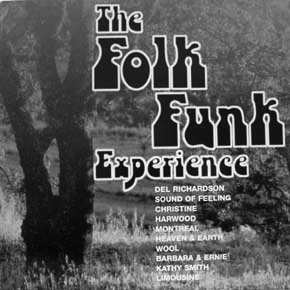 The
Folk
Funk
Experience
DEL RICHARDSON
SOUND OF FEELING
CHRISTINE
HARWOOD
MONTREAL
HEAVEN & EARTH
WOOL
BARBARA & ERNIE
KATHY SMITH
LIMOUSINE